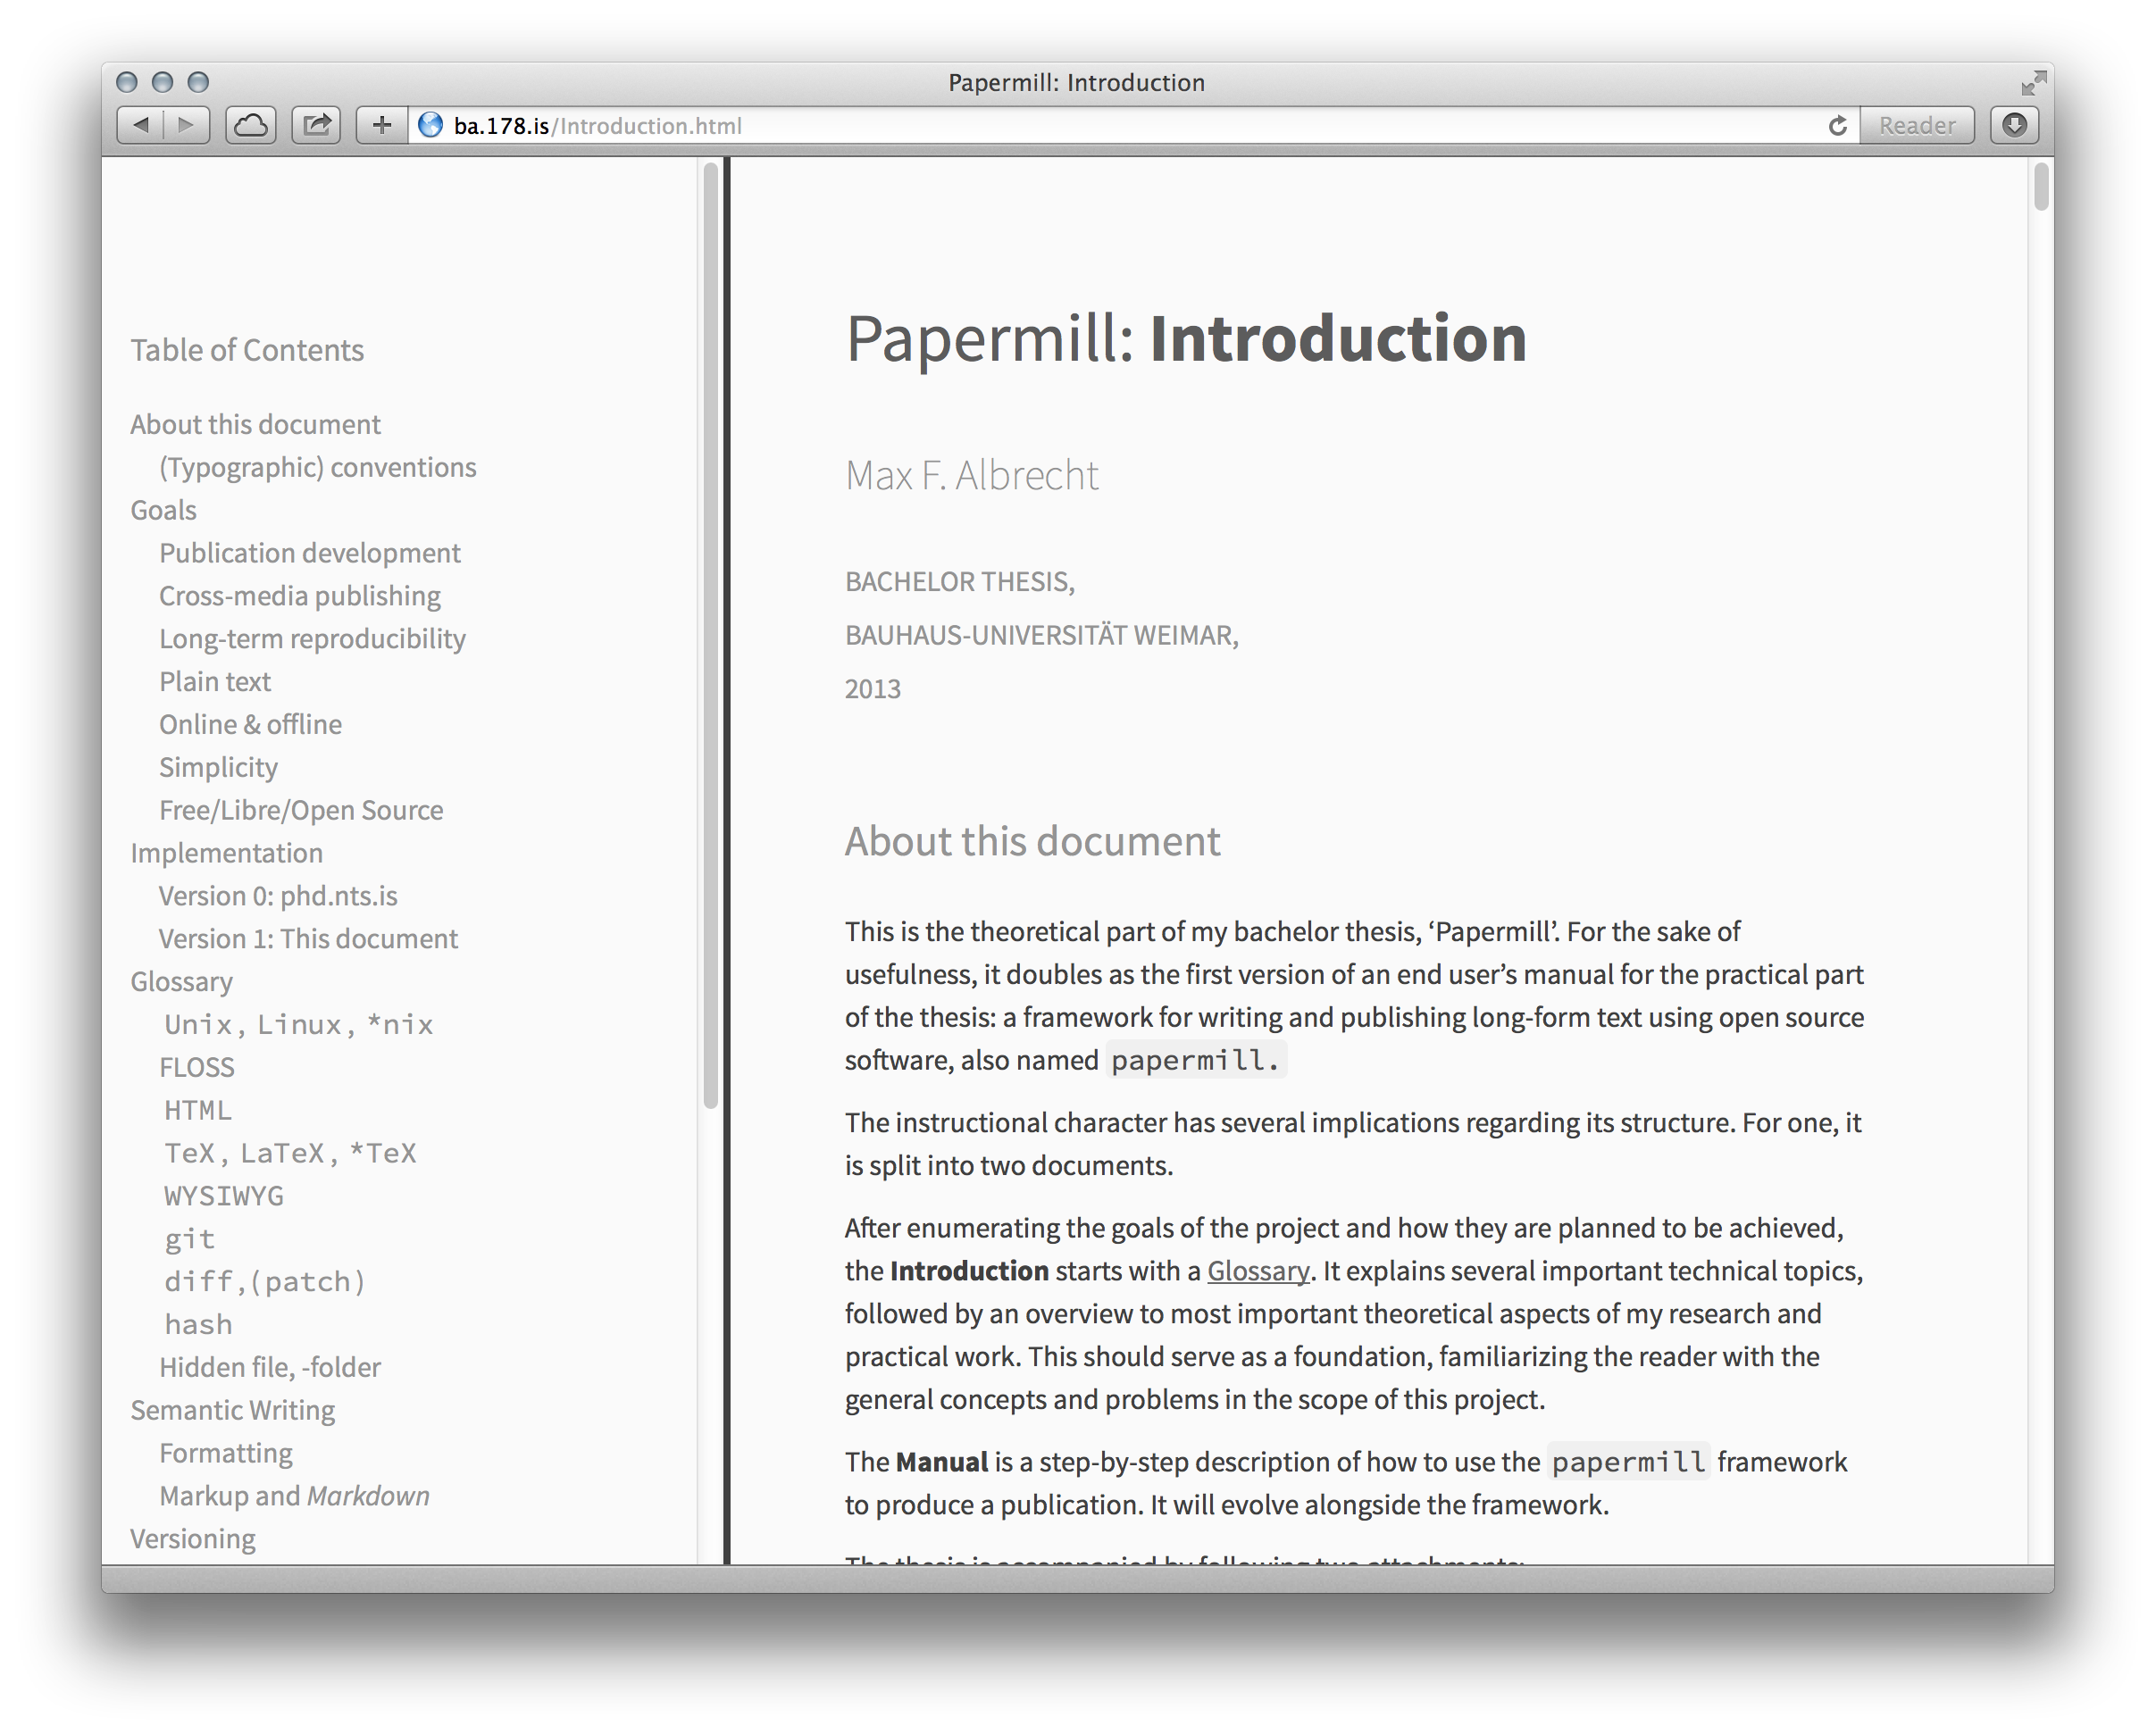 Papermill: Introduction
ba.178.is/Introduction.html
Reader
Table of Contents
About this document
(Typographic) conventions
Goals
Publication development
Cross-media publishing
Long-term reproducibility
Plain text
Online & offline
Simplicity
Free/Libre/Open Source
Implementation
Version 0: phd.nts.is
Version 1: This document
Glossary
Unix, Linux, *nix
FLOSS
HTML
TeX, LaTeX, *TeX
WYSIWYG
git
diff,(patch)
hash
Hidden file, -folder
Semantic Writing
Formatting
Markup and Markdown
Versioning
Papermill: Introduction
Max F. Albrecht
BACHELOR THESIS,
BAUHAUS-UNIVERSITÄT WEIMAR,
2013
About this document
This is the theoretical part of my bachelor thesis, ‘Papermill’. For the sake of
usefulness, it doubles as the first version of an end user’s manual for the practical part
of the thesis: a framework for writing and publishing long-form text using open source
software, also named papermill.
The instructional character has several implications regarding its structure. For one, it
is split into two documents.
After enumerating the goals of the project and how they are planned to be achieved,
the Introduction starts with a Glossary. It explains several important technical topics,
followed by an overview to most important theoretical aspects of my research and
practical work. This should serve as a foundation, familiarizing the reader with the
general concepts and problems in the scope of this project.
The Manual is a step-by-step description of how to use the papermill framework
to produce a publication. It will evolve alongside the framework.
The thesis is accompanied by following two attachments: